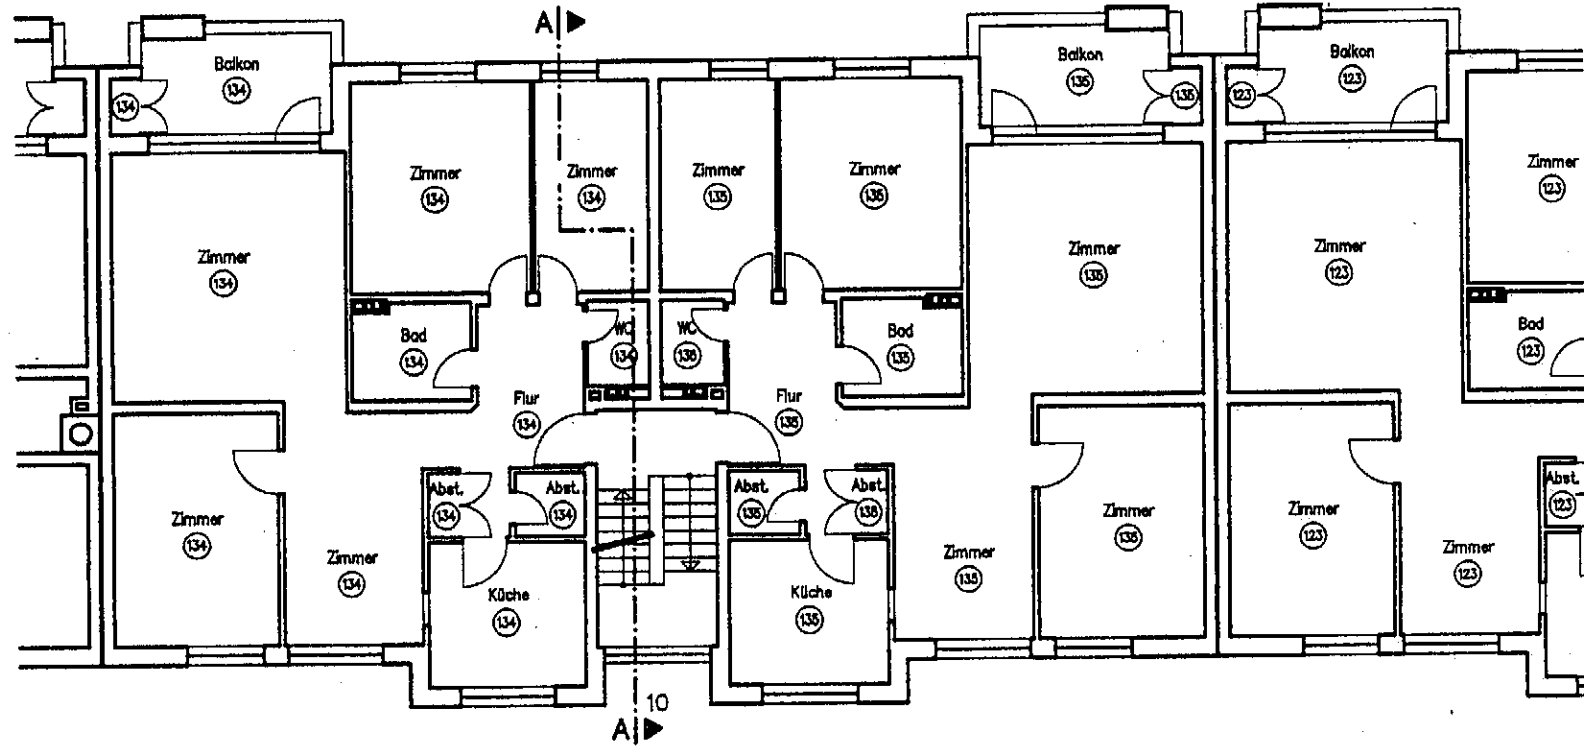 A
Balkon
134
134
Balkon
135
135
Balkon
123
123
Zimmer
134
Zimmer
134
Zimmer
135
Zimmer
135
Zimmer
123
Zimmer
134
Zimmer
135
Zimmer
123
Bad
134
WC
134
WC
135
Bad
135
Bad
123
Flur
134
Flur
135
Abst.
134
Abst.
134
Abst.
135
Abst.
135
Abst.
123
Zimmer
134
Zimmer
134
Küche
134
Küche
135
Zimmer
135
Zimmer
135
Zimmer
123
Zimmer
123
10
A